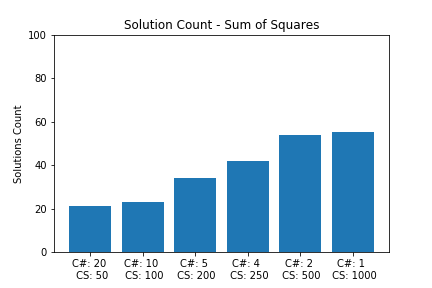 Solution Count - Sum of Squares
Solutions Count
100
80
60
40
20
0
C#: 20 C#: 10 C#: 5 C#: 4 C#: 2 C#: 1
CS: 50 CS: 100 CS: 200 CS: 250 CS: 500 CS: 1000